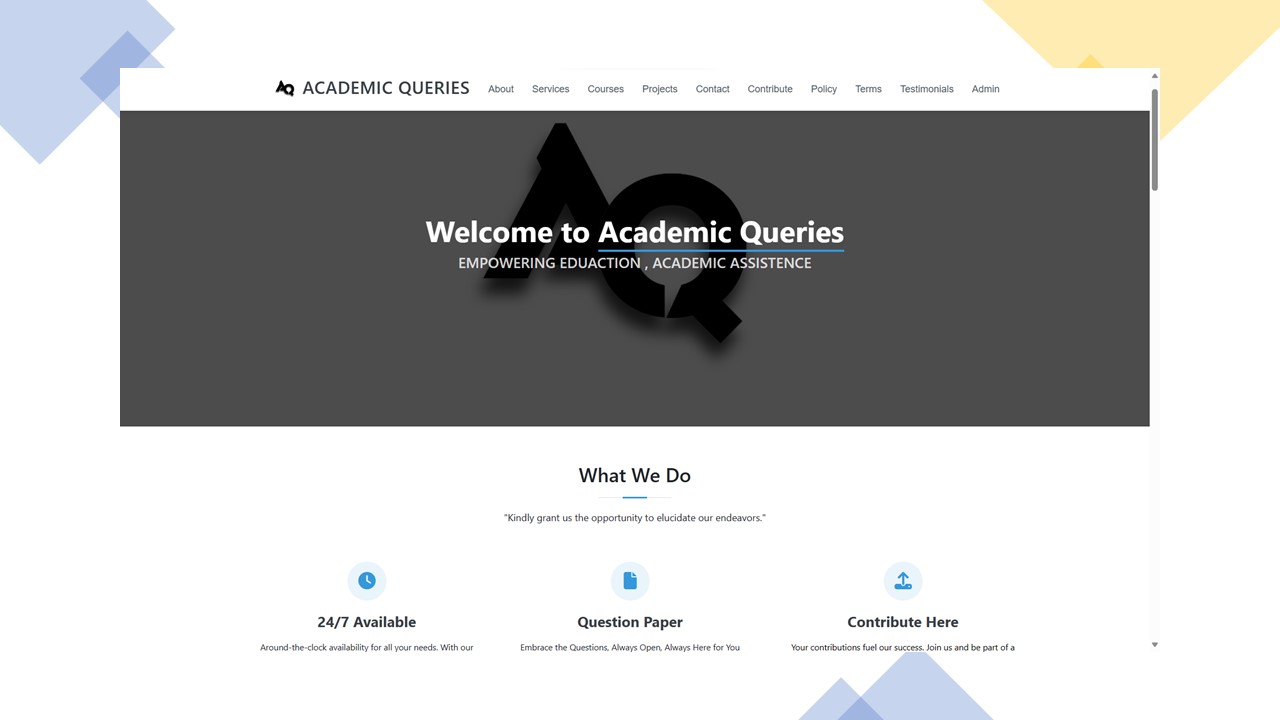 AQ ACADEMIC QUERIES About Services Courses Projects Contact Contribute Policy Terms Testimonials Admin
AQ
Welcome to Academic Queries
EMPOWERING EDUACTION , ACADEMIC ASSISTENCE
What We Do
"Kindly grant us the opportunity to elucidate our endeavors."
24/7 Available
Around-the-clock availability for all your needs. With our
Question Paper
Embrace the Questions, Always Open, Always Here for You
Contribute Here
Your contributions fuel our success. Join us and be part of a